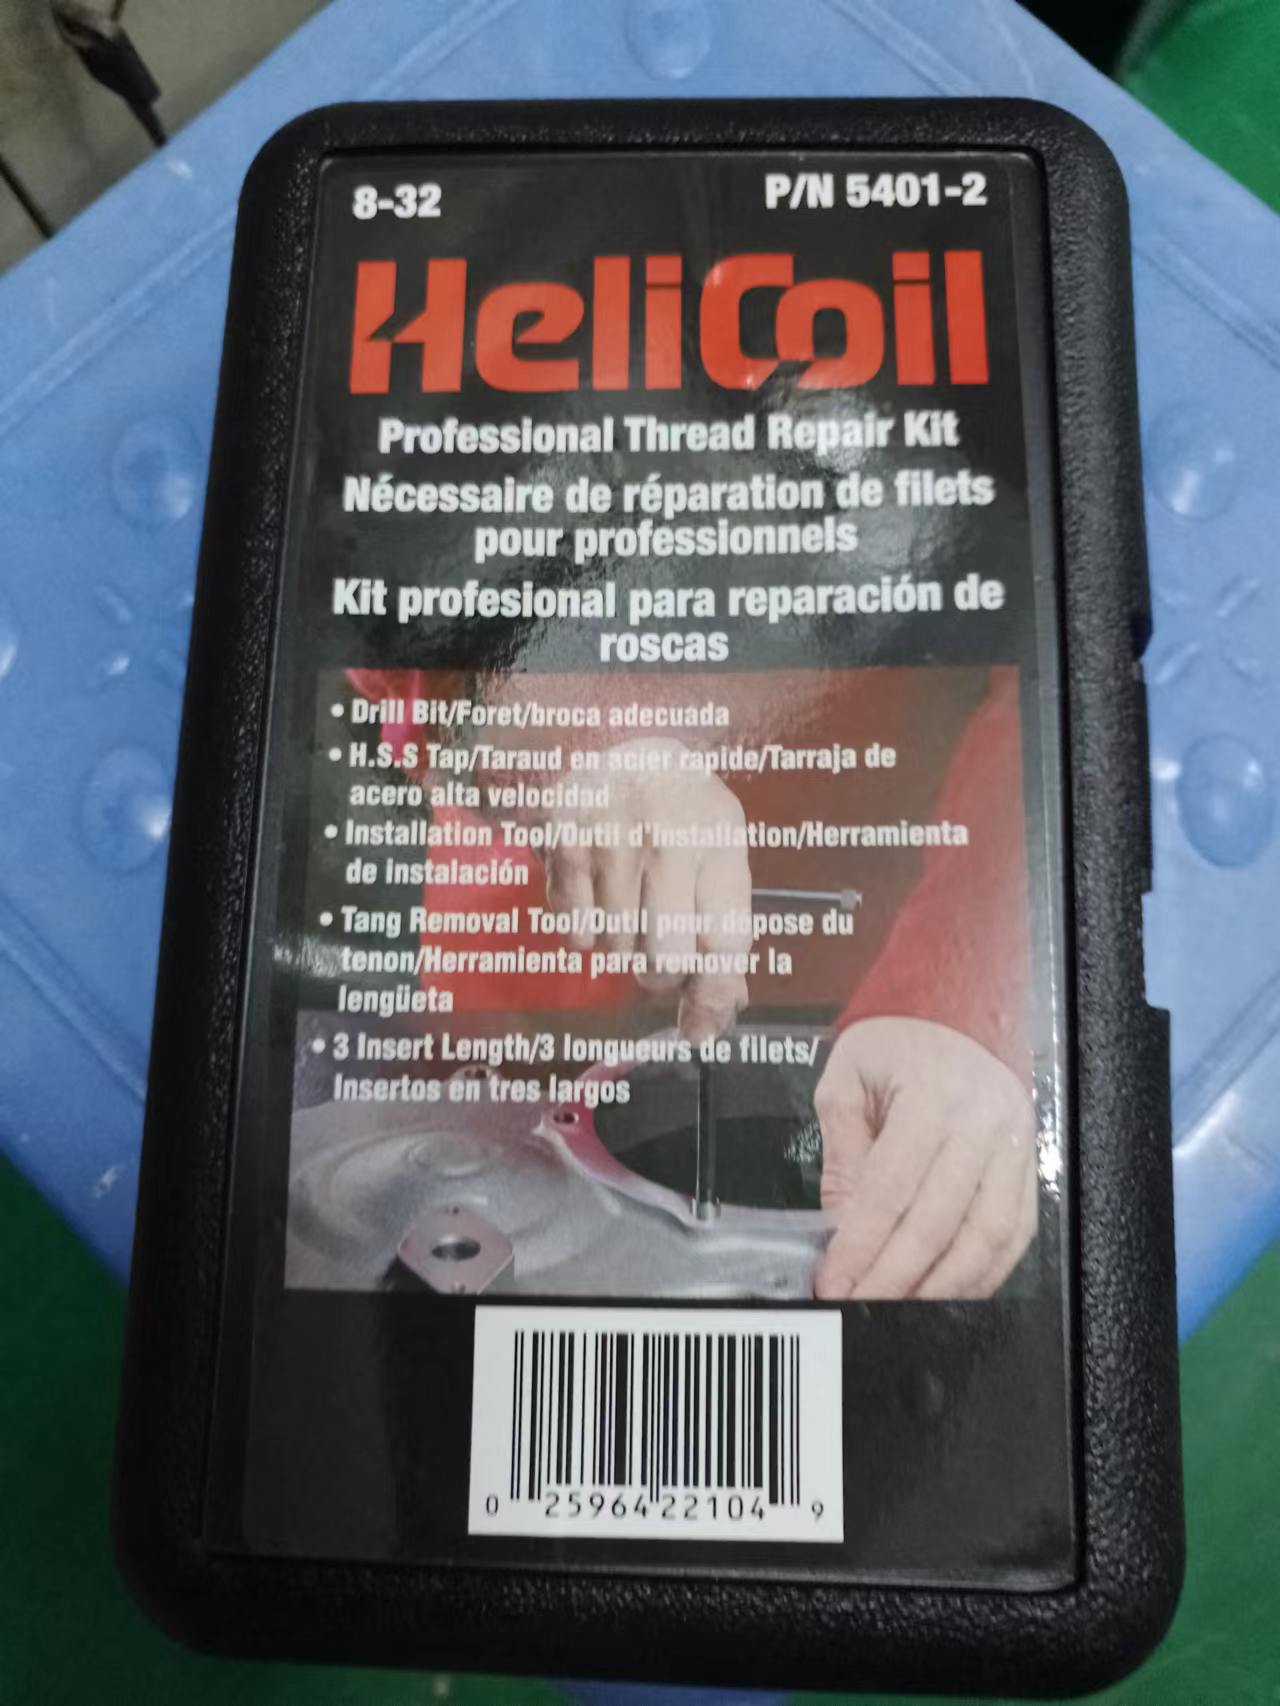 8-32
P/N 5401-2
HeliCoil
Professional Thread Repair Kit
Nécessaire de réparation de filets
pour professionnels
Kit profesional para reparación de
roscas
• Drill Bit/Foret/broca adecuada
• H.S.S Tap/Taraud en acier rapide/Tarraja de
acero alta velocidad
• Installation Tool/Outil d'installation/Herramienta
de instalación
• Tang Removal Tool/Outil pour depose du
tenon/Herramienta para remover la
lengüeta
• 3 Insert Length/3 longueurs de filets/
Insertos en tres largos
0 25964 22104 9